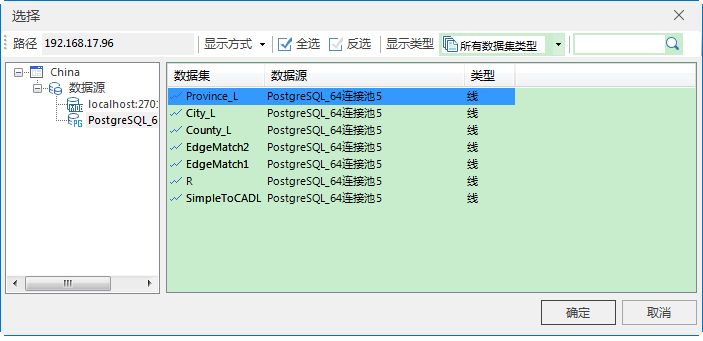 选择
路径 192.168.17.96 显示方式 全选 反选 显示类型 所有数据集类型
China
数据源
localhost:2701
PostgreSQL_6
数据集 数据源 类型
Province_L PostgreSQL_64连接池5 线
City_L PostgreSQL_64连接池5 线
County_L PostgreSQL_64连接池5 线
EdgeMatch2 PostgreSQL_64连接池5 线
EdgeMatch1 PostgreSQL_64连接池5 线
R PostgreSQL_64连接池5 线
SimpleToCADL PostgreSQL_64连接池5 线
确定 取消